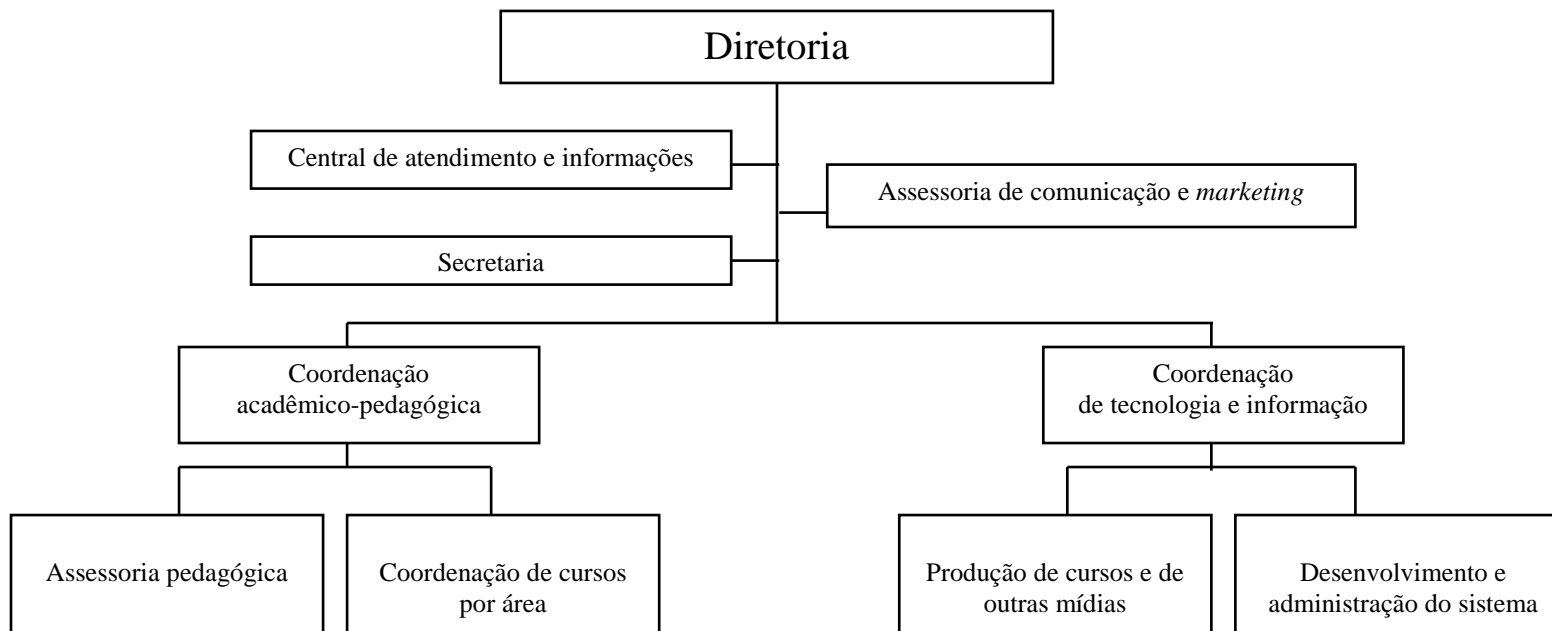 Diretoria
Central de atendimento e informações
Assessoria de comunicação e marketing
Secretaria
Coordenação
acadêmico-pedagógica
Coordenação
de tecnologia e informação
Assessoria pedagógica
Coordenação de cursos
por área
Produção de cursos e de
outras mídias
Desenvolvimento e
administração do sistema